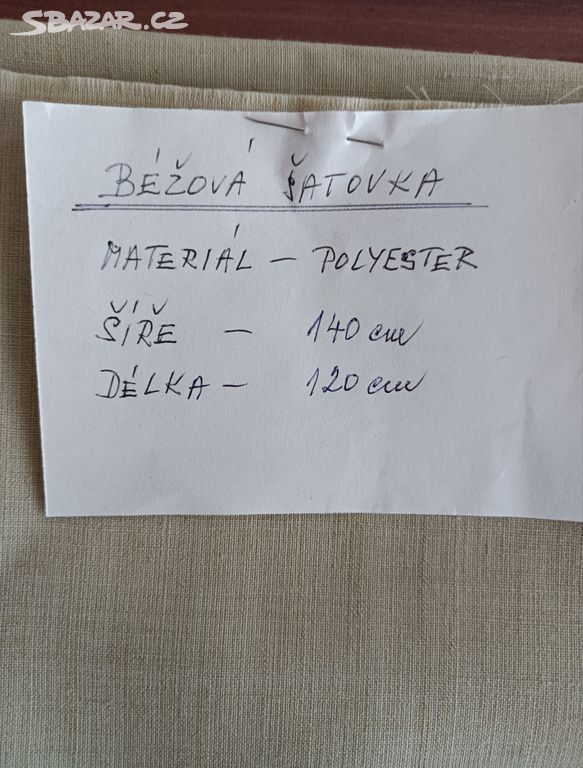 SBAZAR.CZ
BÉŽOVÁ ŠATOVKA
MATERIÁL – POLYESTER
ŠÍŘE – 140 cm
DÉLKA – 120 cm